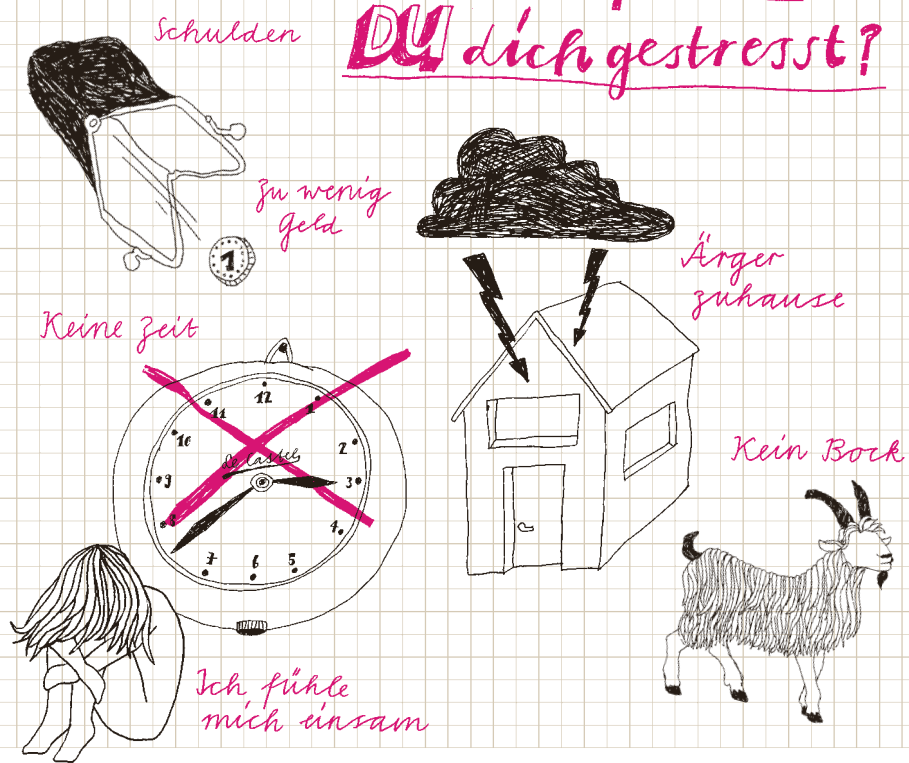 DU dich gestresst?
Schulden
zu wenig
Geld
1
Ärger
zuhause
Keine Zeit
12
11
1
10
2
9
3
8
4
7
6
5
Kein Bock
Ich fühle
mich einsam